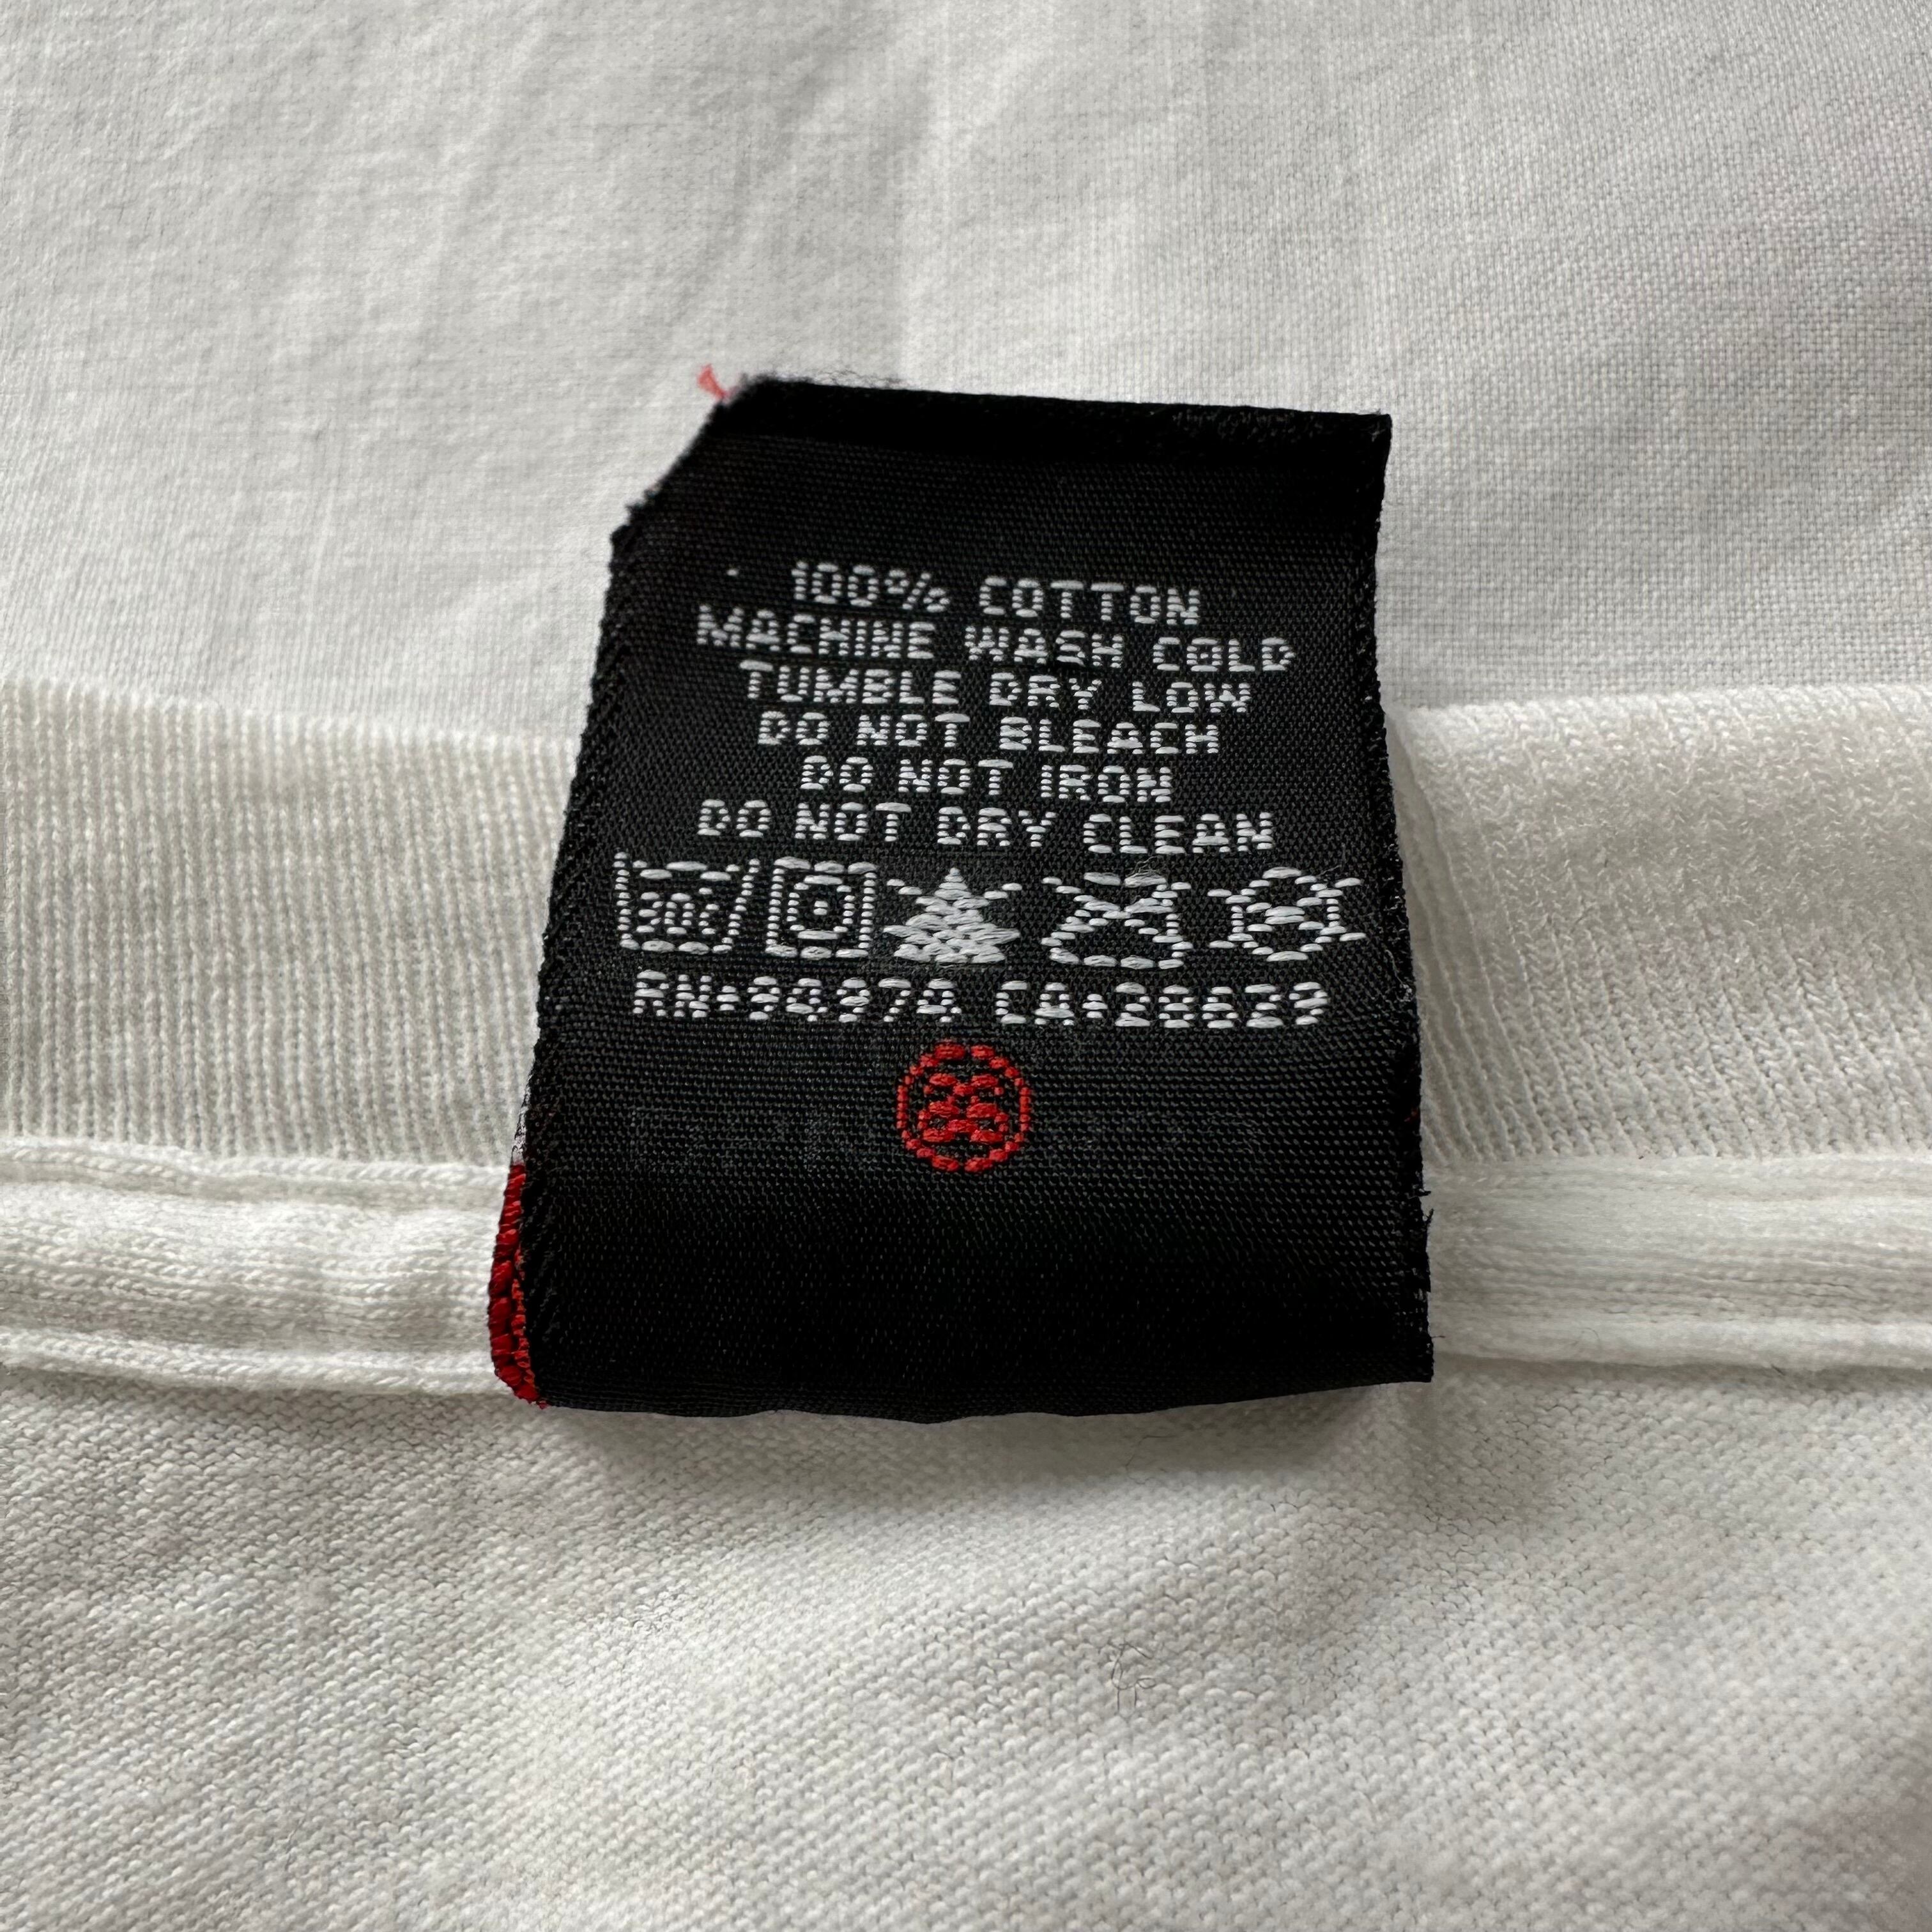 100% COTTON
MACHINE WASH COLD
TUMBLE DRY LOW
DO NOT BLEACH
DO NOT IRON
DO NOT DRY CLEAN
30c
RN•94974 CA•28629